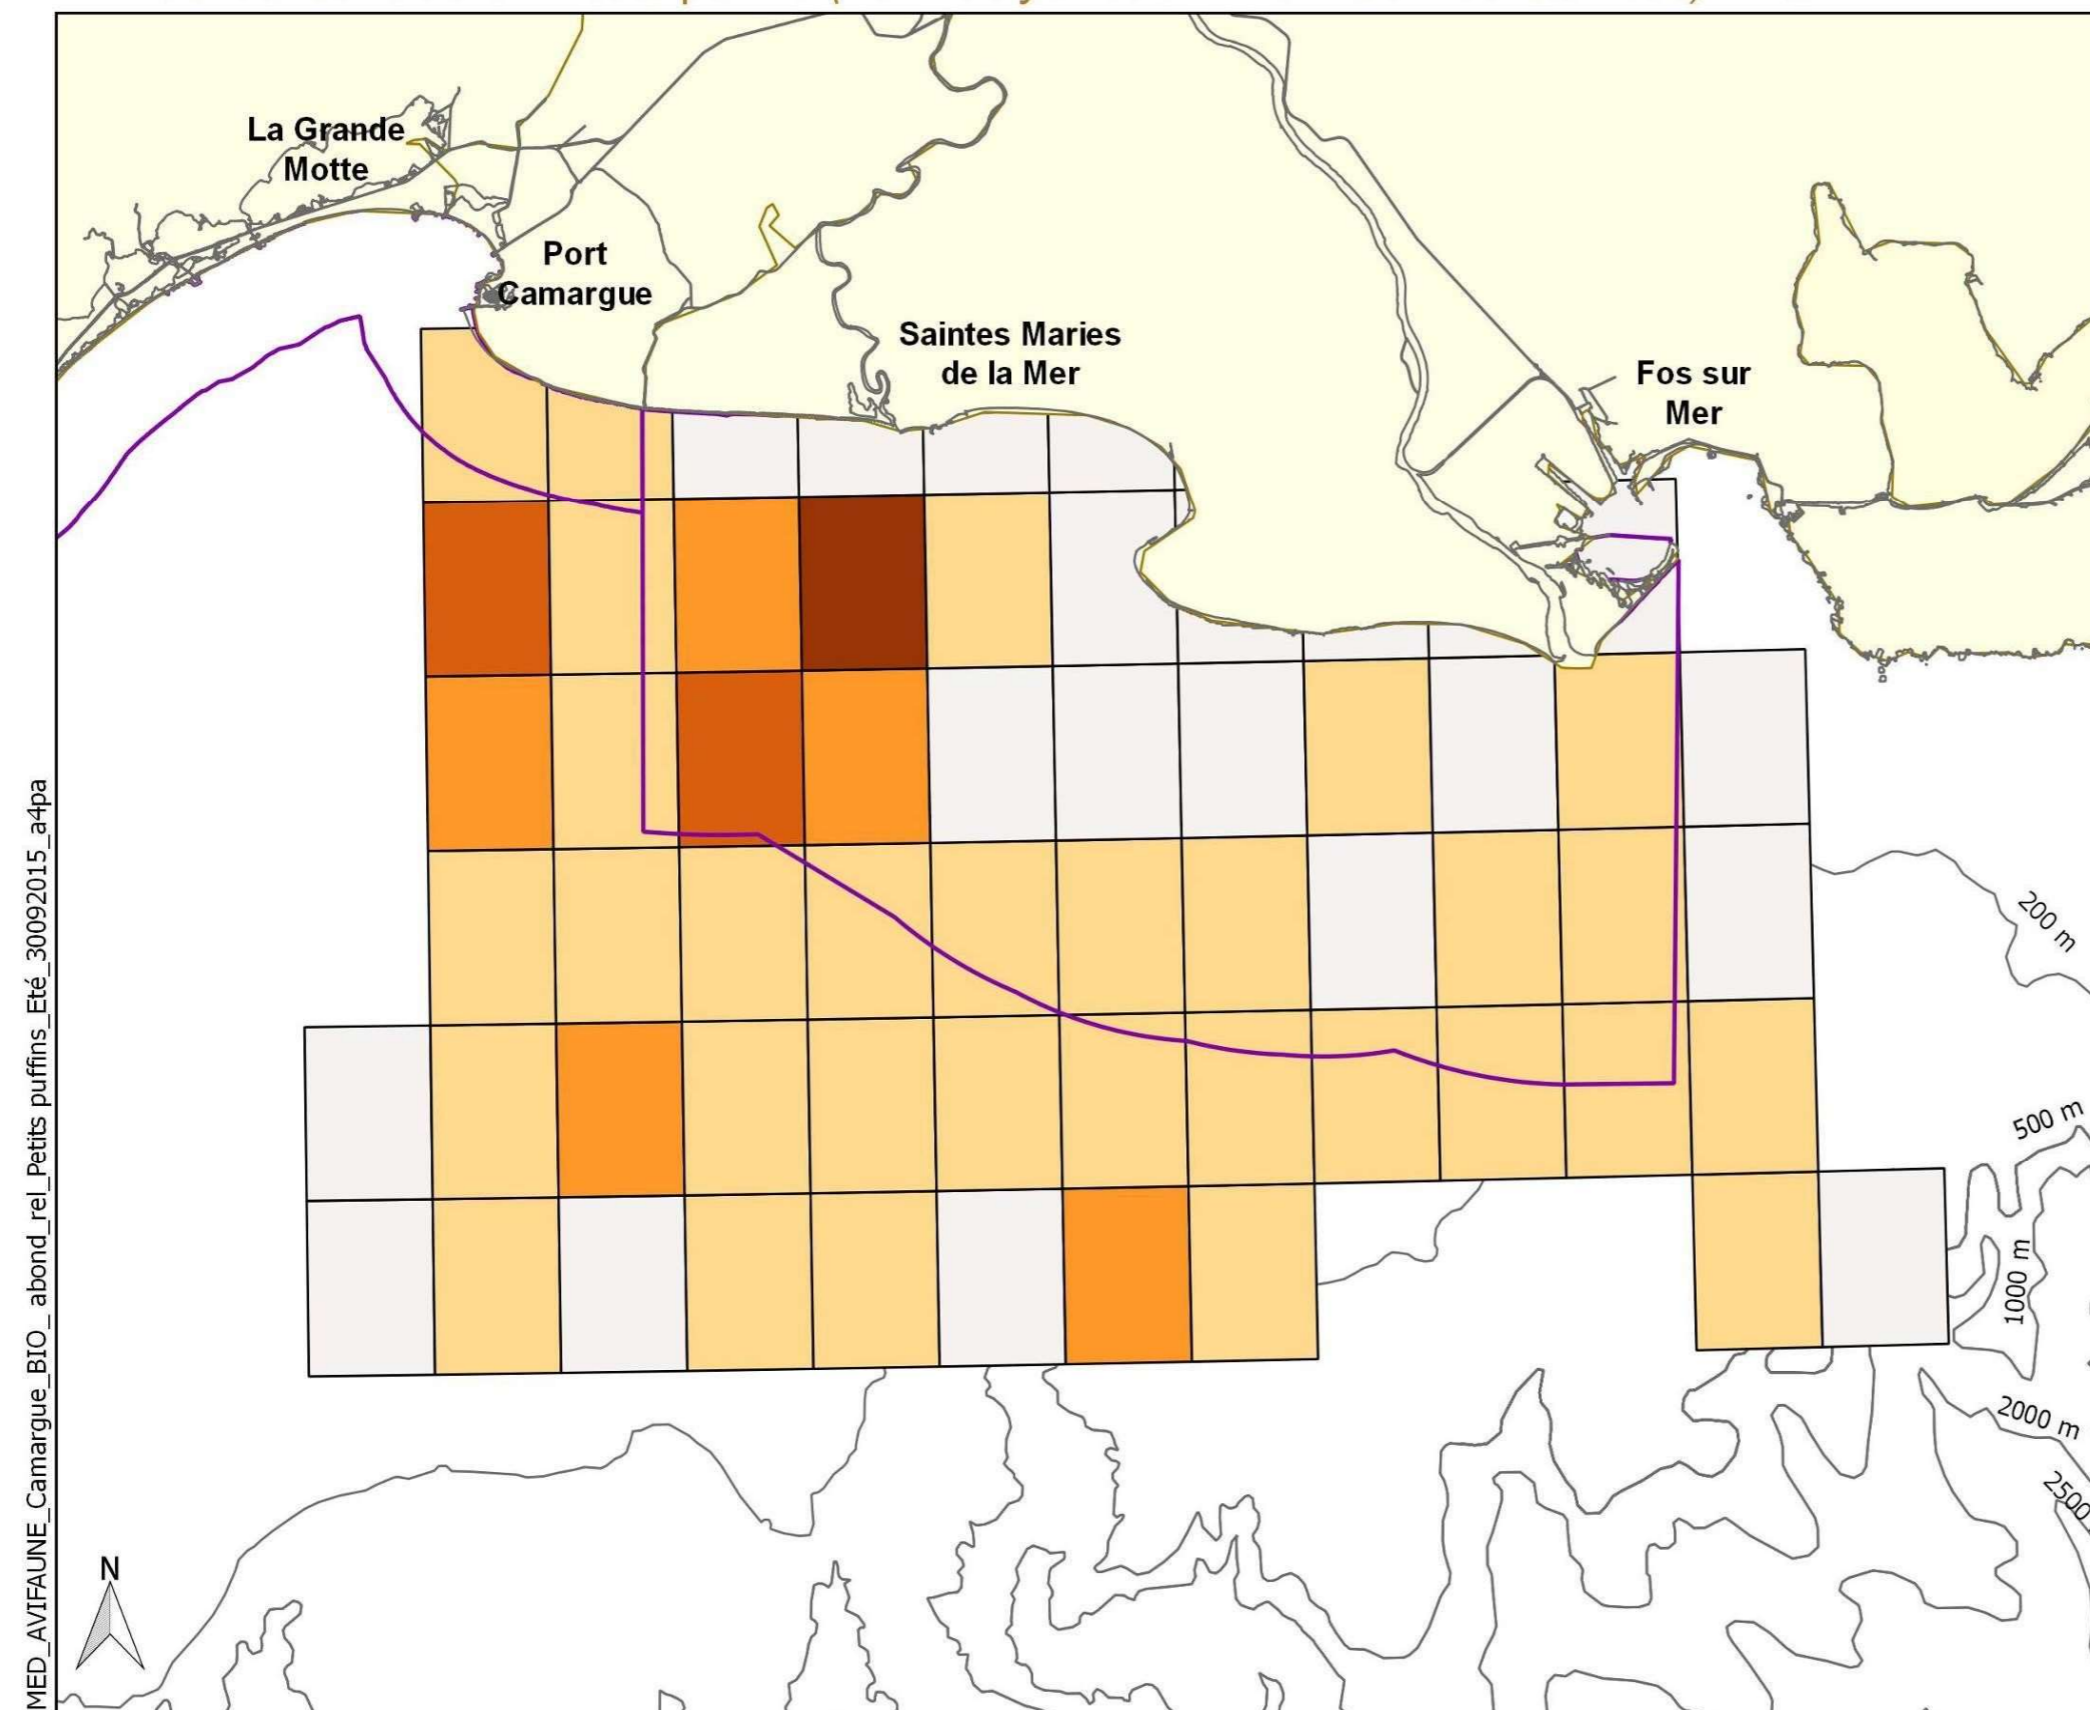 La Grande
Motte
Port
Camargue
Saintes Maries
de la Mer
Fos sur
Mer
200 m
500 m
1000 m
2000 m
2500
N
MED_AVIFAUNE_Camargue_BIO_ abond_rel_Petits puffins_Eté_30092015_a4pa